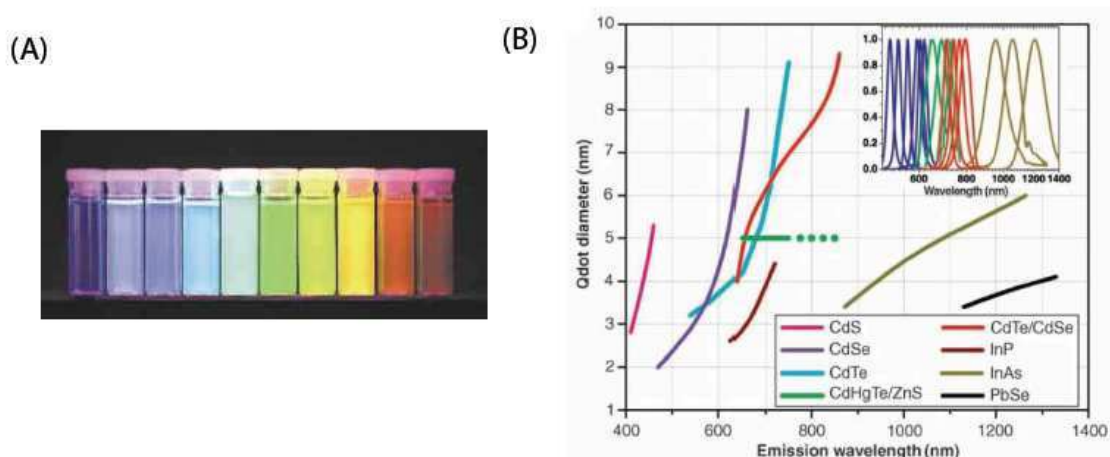 (A)
(B)
10
9
8
7
6
5
4
3
2
1
Qdot diameter (nm)
400
600
800
1000
1200
1400
Emission wavelength (nm)
1.0
0.8
0.6
0.4
0.2
0.0
600
800
1000
1200
1400
Wavelength (nm)
CdS
CdSe
CdTe
CdHgTe/ZnS
CdTe/CdSe
InP
InAs
PbSe